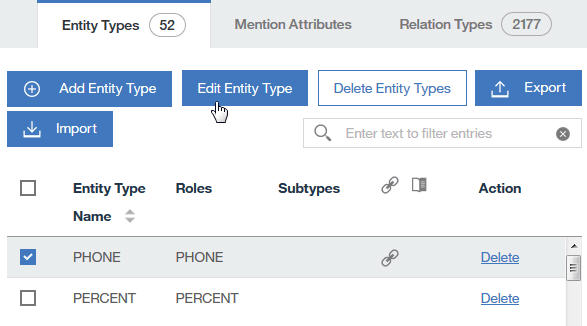 Entity Types 52 Mention Attributes Relation Types 2177
Add Entity Type Edit Entity Type Delete Entity Types Export
Import Enter text to filter entries
Entity Type Name Roles Subtypes Action
PHONE PHONE Delete
PERCENT PERCENT Delete